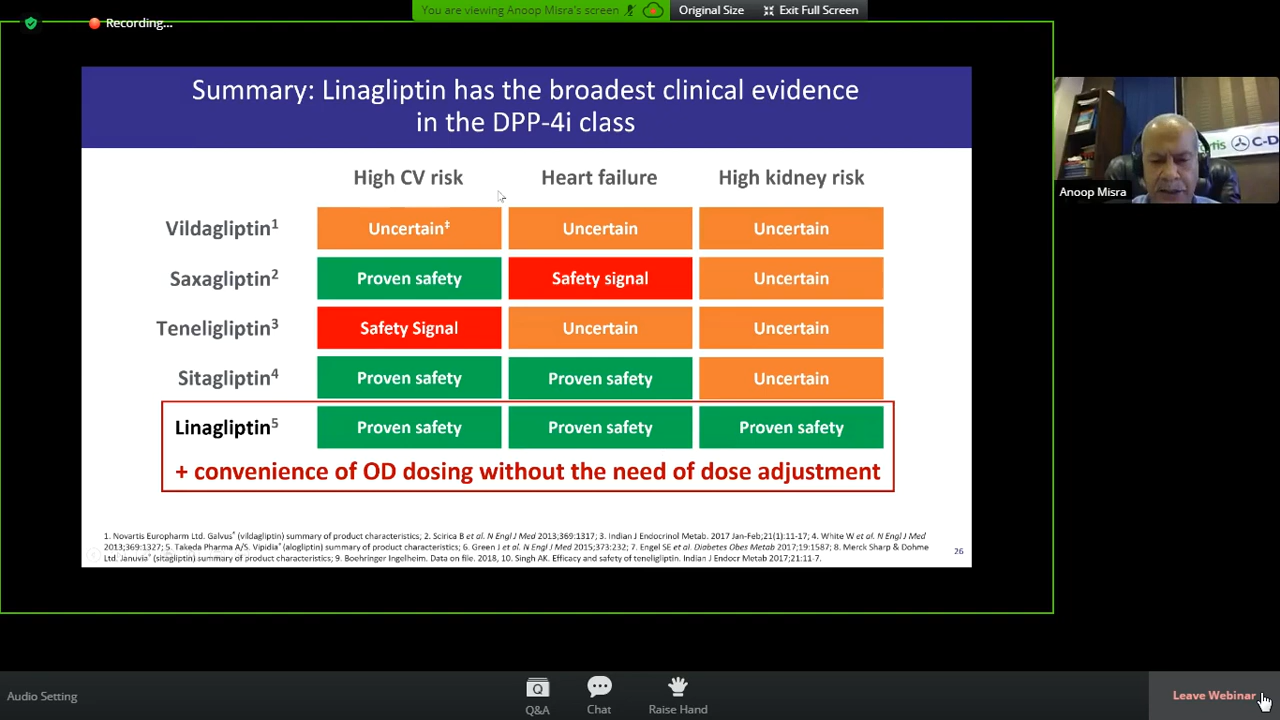 You are viewing Anoop Misra's screen
Original Size
Exit Full Screen
Recording...
Summary: Linagliptin has the broadest clinical evidence
in the DPP-4i class
High CV risk Heart failure High kidney risk
Vildagliptin¹ Uncertain‡ Uncertain Uncertain
Saxagliptin² Proven safety Safety signal Uncertain
Teneligliptin³ Safety Signal Uncertain Uncertain
Sitagliptin⁴ Proven safety Proven safety Uncertain
Linagliptin⁵ Proven safety Proven safety Proven safety
+ convenience of OD dosing without the need of dose adjustment
1. Novartis Europharm Ltd. Galvus® (vildagliptin) summary of product characteristics; 2. Scirica B et al. N Engl J Med 2013;369:1317; 3. Indian J Endocrinol Metab. 2017 Jan-Feb;21(1):11-17; 4. White W et al. N Engl J Med
2013;369:1327; 5. Takeda Pharma A/S. Vipidia® (alogliptin) summary of product characteristics; 6. Green J et al. N Engl J Med 2015;373:232; 7. Engel SE et al. Diabetes Obes Metab 2017;19:1587; 8. Merck Sharp & Dohme
Ltd. Januvia® (sitagliptin) summary of product characteristics; 9. Boehringer Ingelheim. Data on file. 2018, 10. Singh AK. Efficacy and safety of teneligliptin. Indian J Endocr Metab 2017;21:11-7.
26
rtis C-D
Anoop Misra
Audio Setting
Q&A
Chat
Raise Hand
Leave Webinar